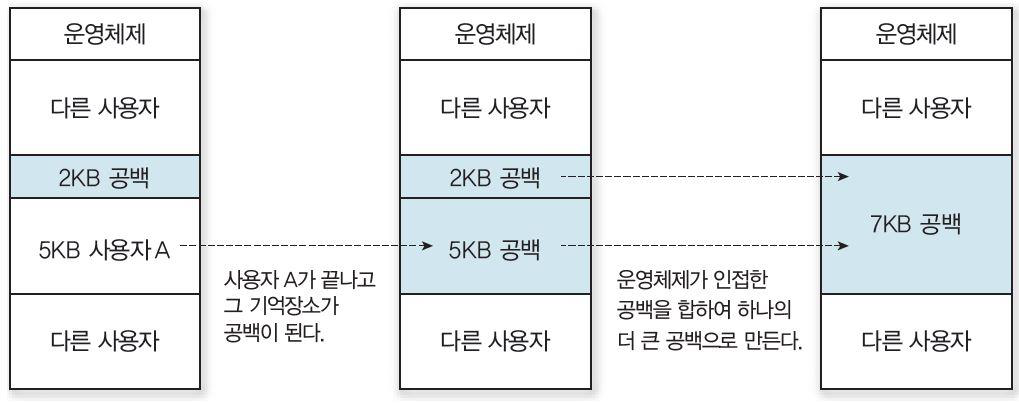 운영체제
다른 사용자
2KB 공백
5KB 사용자 A
다른 사용자
사용자 A가 끝나고
그 기억장소가
공백이 된다.
운영체제
다른 사용자
2KB 공백
5KB 공백
다른 사용자
운영체제가 인접한
공백을 합하여 하나의
더 큰 공백으로 만든다.
운영체제
다른 사용자
7KB 공백
다른 사용자